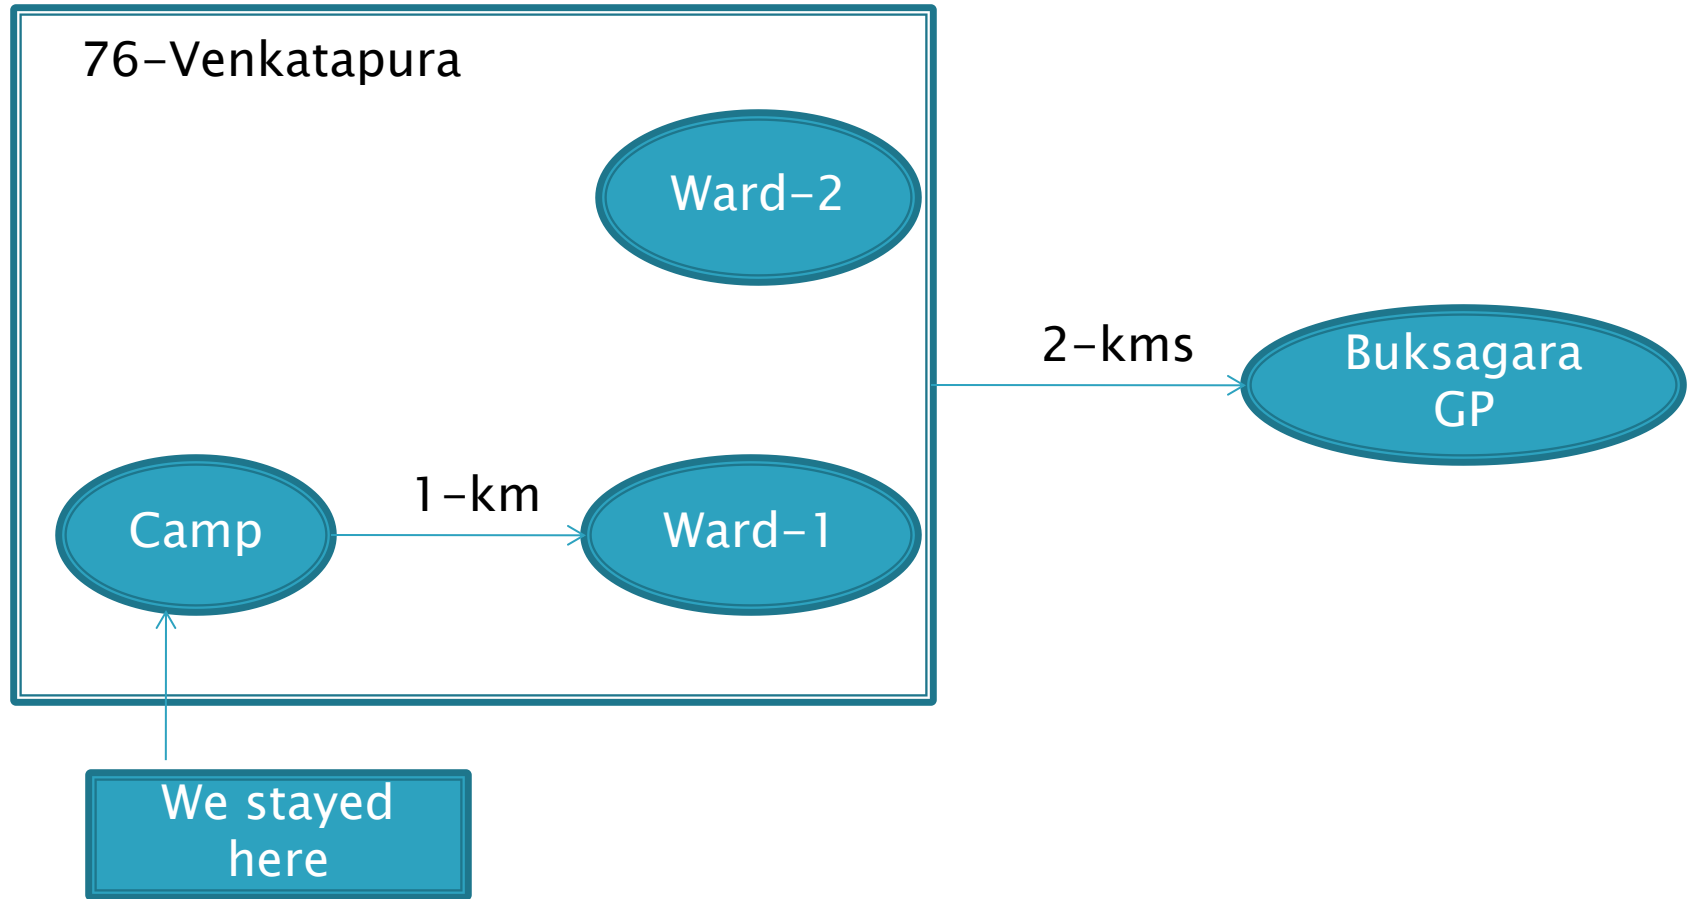 76-Venkatapura
Ward-2
2-kms
Buksagara
GP
1-km
Camp
Ward-1
We stayed
here